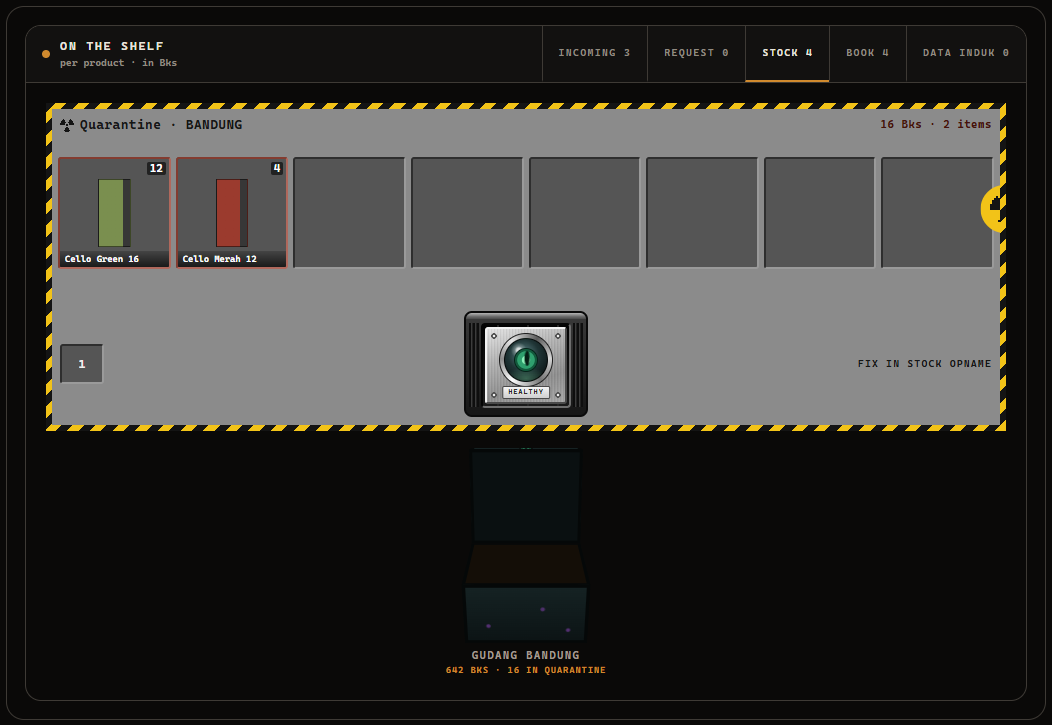 ON THE SHELF
per product · in Bks
INCOMING 3
REQUEST 0
STOCK 4
BOOK 4
DATA INDUK 0
Quarantine · BANDUNG
16 Bks · 2 items
12
4
Cello Green 16
Cello Merah 12
1
HEALTHY
FIX IN STOCK OPNAME
GUDANG BANDUNG
642 BKS · 16 IN QUARANTINE